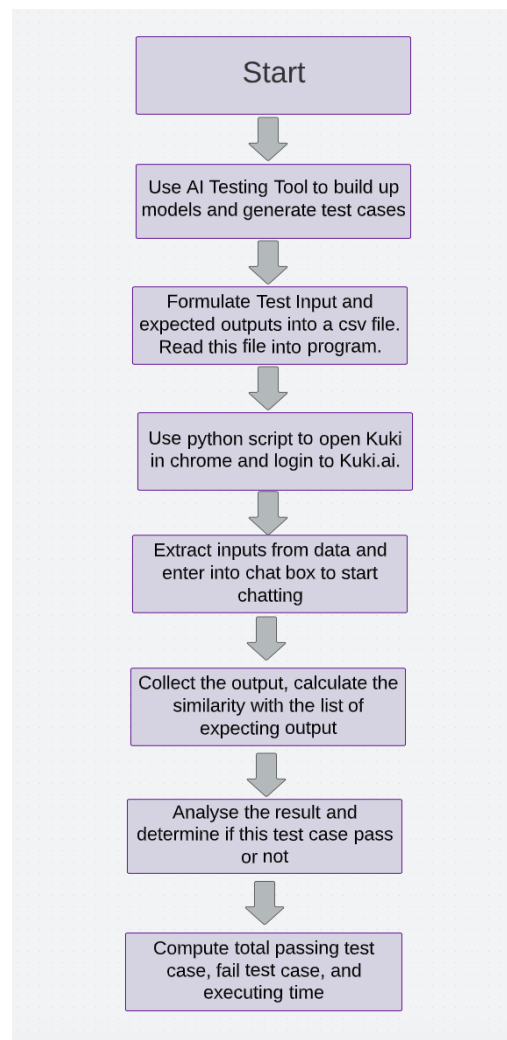 Start
Use AI Testing Tool to build up
models and generate test cases
Formulate Test Input and
expected outputs into a csv file.
Read this file into program.
Use python script to open Kuki
in chrome and login to Kuki.ai.
Extract inputs from data and
enter into chat box to start
chatting
Collect the output, calculate the
similarity with the list of
expecting output
Analyse the result and
determine if this test case pass
or not
Compute total passing test
case, fail test case, and
executing time